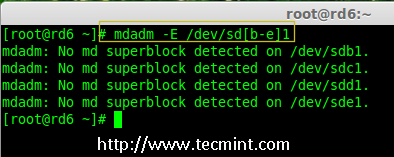 root@rd6:~
[root@rd6 ~]# mdadm -E /dev/sd[b-e]1
mdadm: No md superblock detected on /dev/sdb1.
mdadm: No md superblock detected on /dev/sdc1.
mdadm: No md superblock detected on /dev/sdd1.
mdadm: No md superblock detected on /dev/sde1.
[root@rd6 ~]#
http://www.tecmint.com